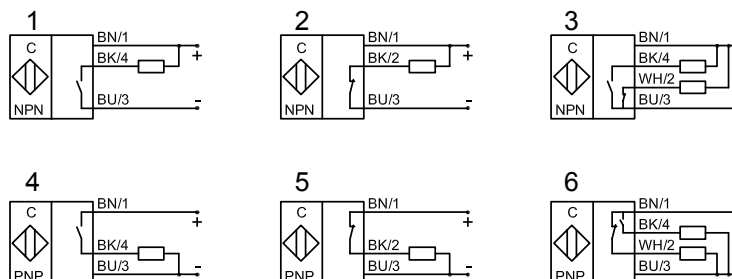 1
BN/1
C
BK/4
+
NPN
BU/3
-
2
BN/1
C
BK/2
+
NPN
BU/3
-
3
BN/1
C
BK/4
WH/2
NPN
BU/3
4
BN/1
C
+
BK/4
PNP
BU/3
-
5
BN/1
C
+
BK/2
PNP
BU/3
-
6
BN/1
C
BK/4
WH/2
PNP
BU/3